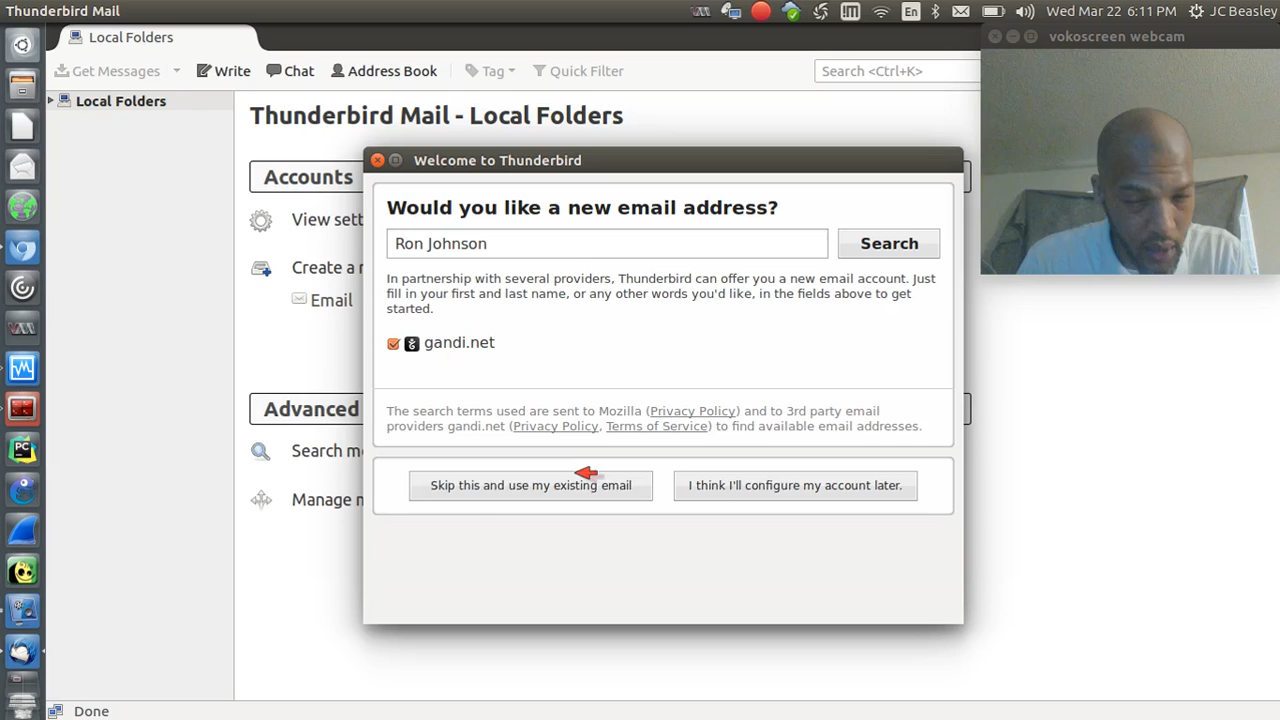 Thunderbird Mail
En
Wed Mar 22 6:11 PM
JC Beasley
Local Folders
vokoscreen webcam
Get Messages
Write
Chat
Address Book
Tag
Quick Filter
Search <Ctrl+K>
Local Folders
Thunderbird Mail - Local Folders
Accounts
View sett
Create a n
Email
Advanced
Search me
Manage m
Welcome to Thunderbird
Would you like a new email address?
Ron Johnson
Search
In partnership with several providers, Thunderbird can offer you a new email account. Just
fill in your first and last name, or any other words you'd like, in the fields above to get
started.
gandi.net
The search terms used are sent to Mozilla (Privacy Policy) and to 3rd party email
providers gandi.net (Privacy Policy, Terms of Service) to find available email addresses.
Skip this and use my existing email
I think I'll configure my account later.
PC
Done